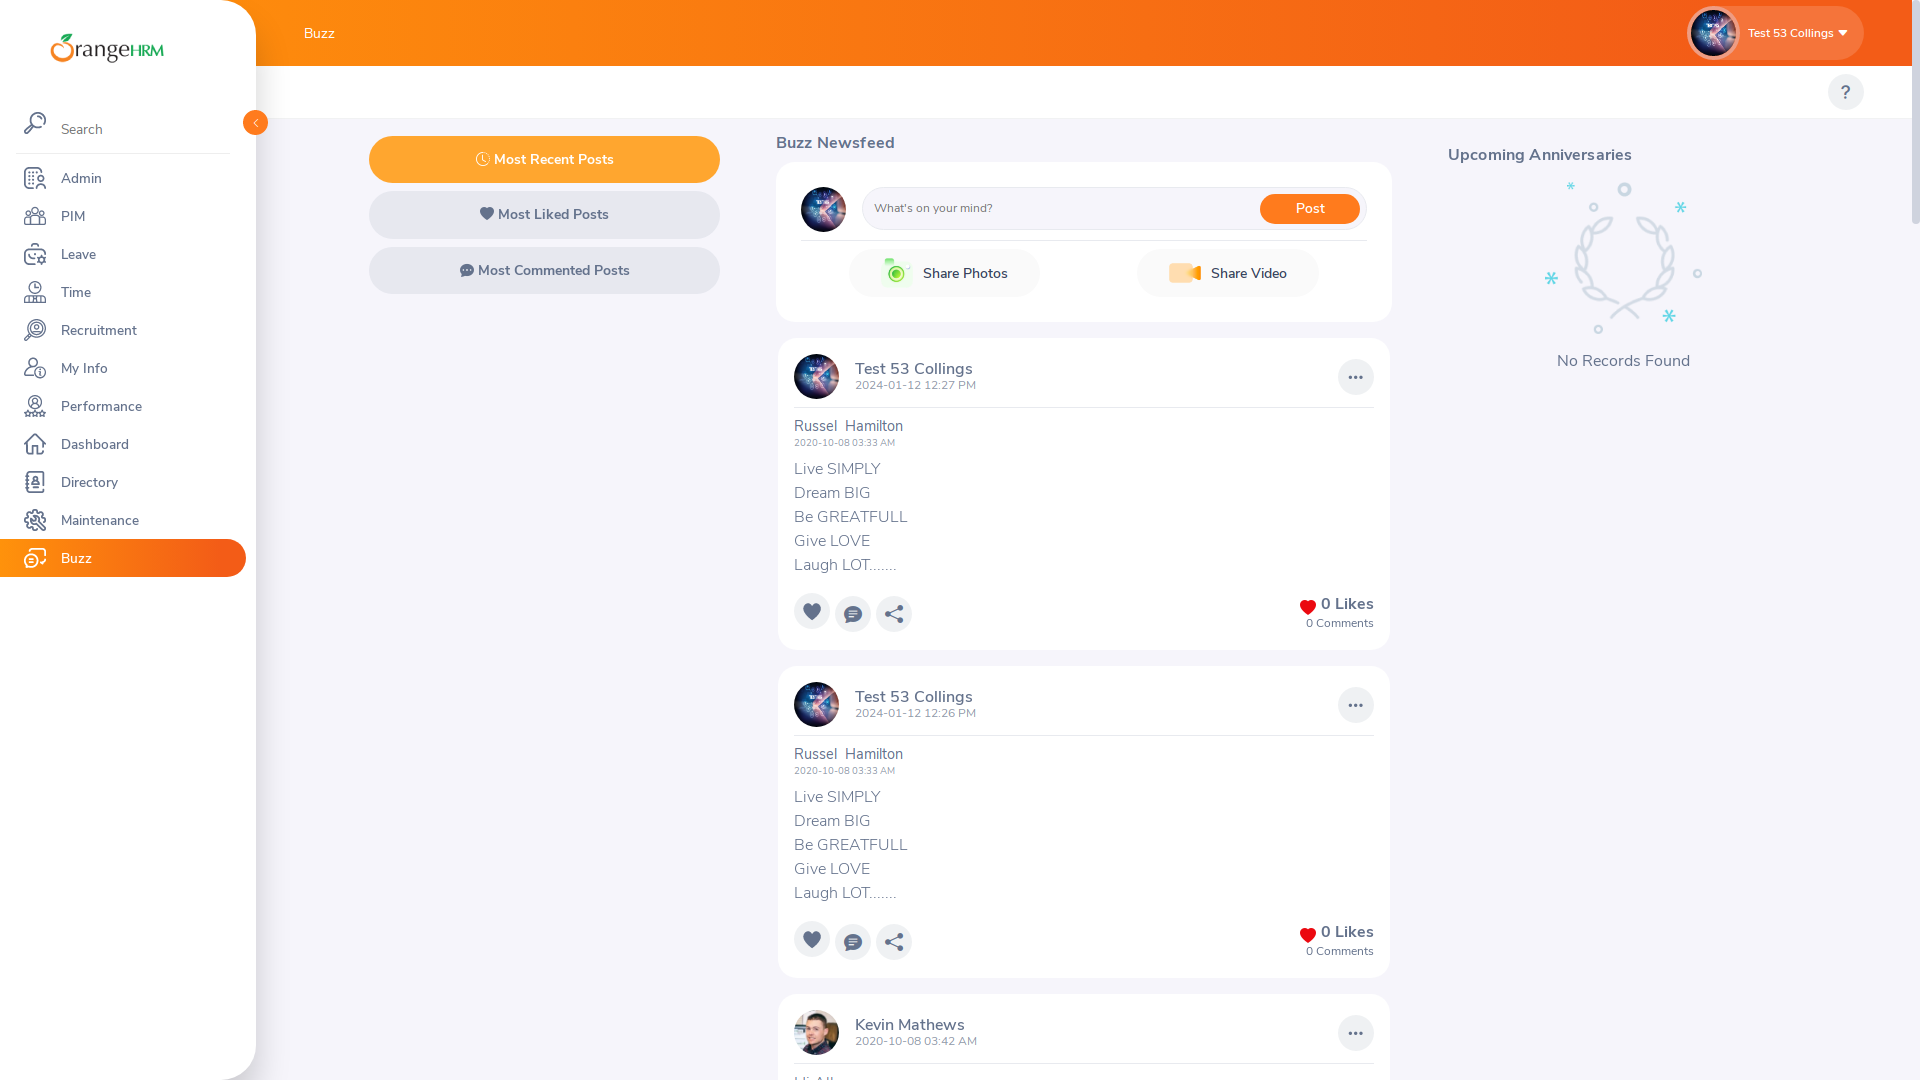 OrangeHRM
Search
Admin
PIM
Leave
Time
Recruitment
My Info
Performance
Dashboard
Directory
Maintenance
Buzz
Buzz
Test 53 Collings
?
Most Recent Posts
Most Liked Posts
Most Commented Posts
Buzz Newsfeed
What's on your mind?
Post
Share Photos
Share Video
Test 53 Collings
2024-01-12 12:27 PM
Russel  Hamilton
2020-10-08 03:33 AM
Live SIMPLY
Dream BIG
Be GREATFULL
Give LOVE
Laugh LOT.......
0 Likes
0 Comments
Test 53 Collings
2024-01-12 12:26 PM
Russel  Hamilton
2020-10-08 03:33 AM
Live SIMPLY
Dream BIG
Be GREATFULL
Give LOVE
Laugh LOT.......
0 Likes
0 Comments
Kevin Mathews
2020-10-08 03:42 AM
Upcoming Anniversaries
No Records Found